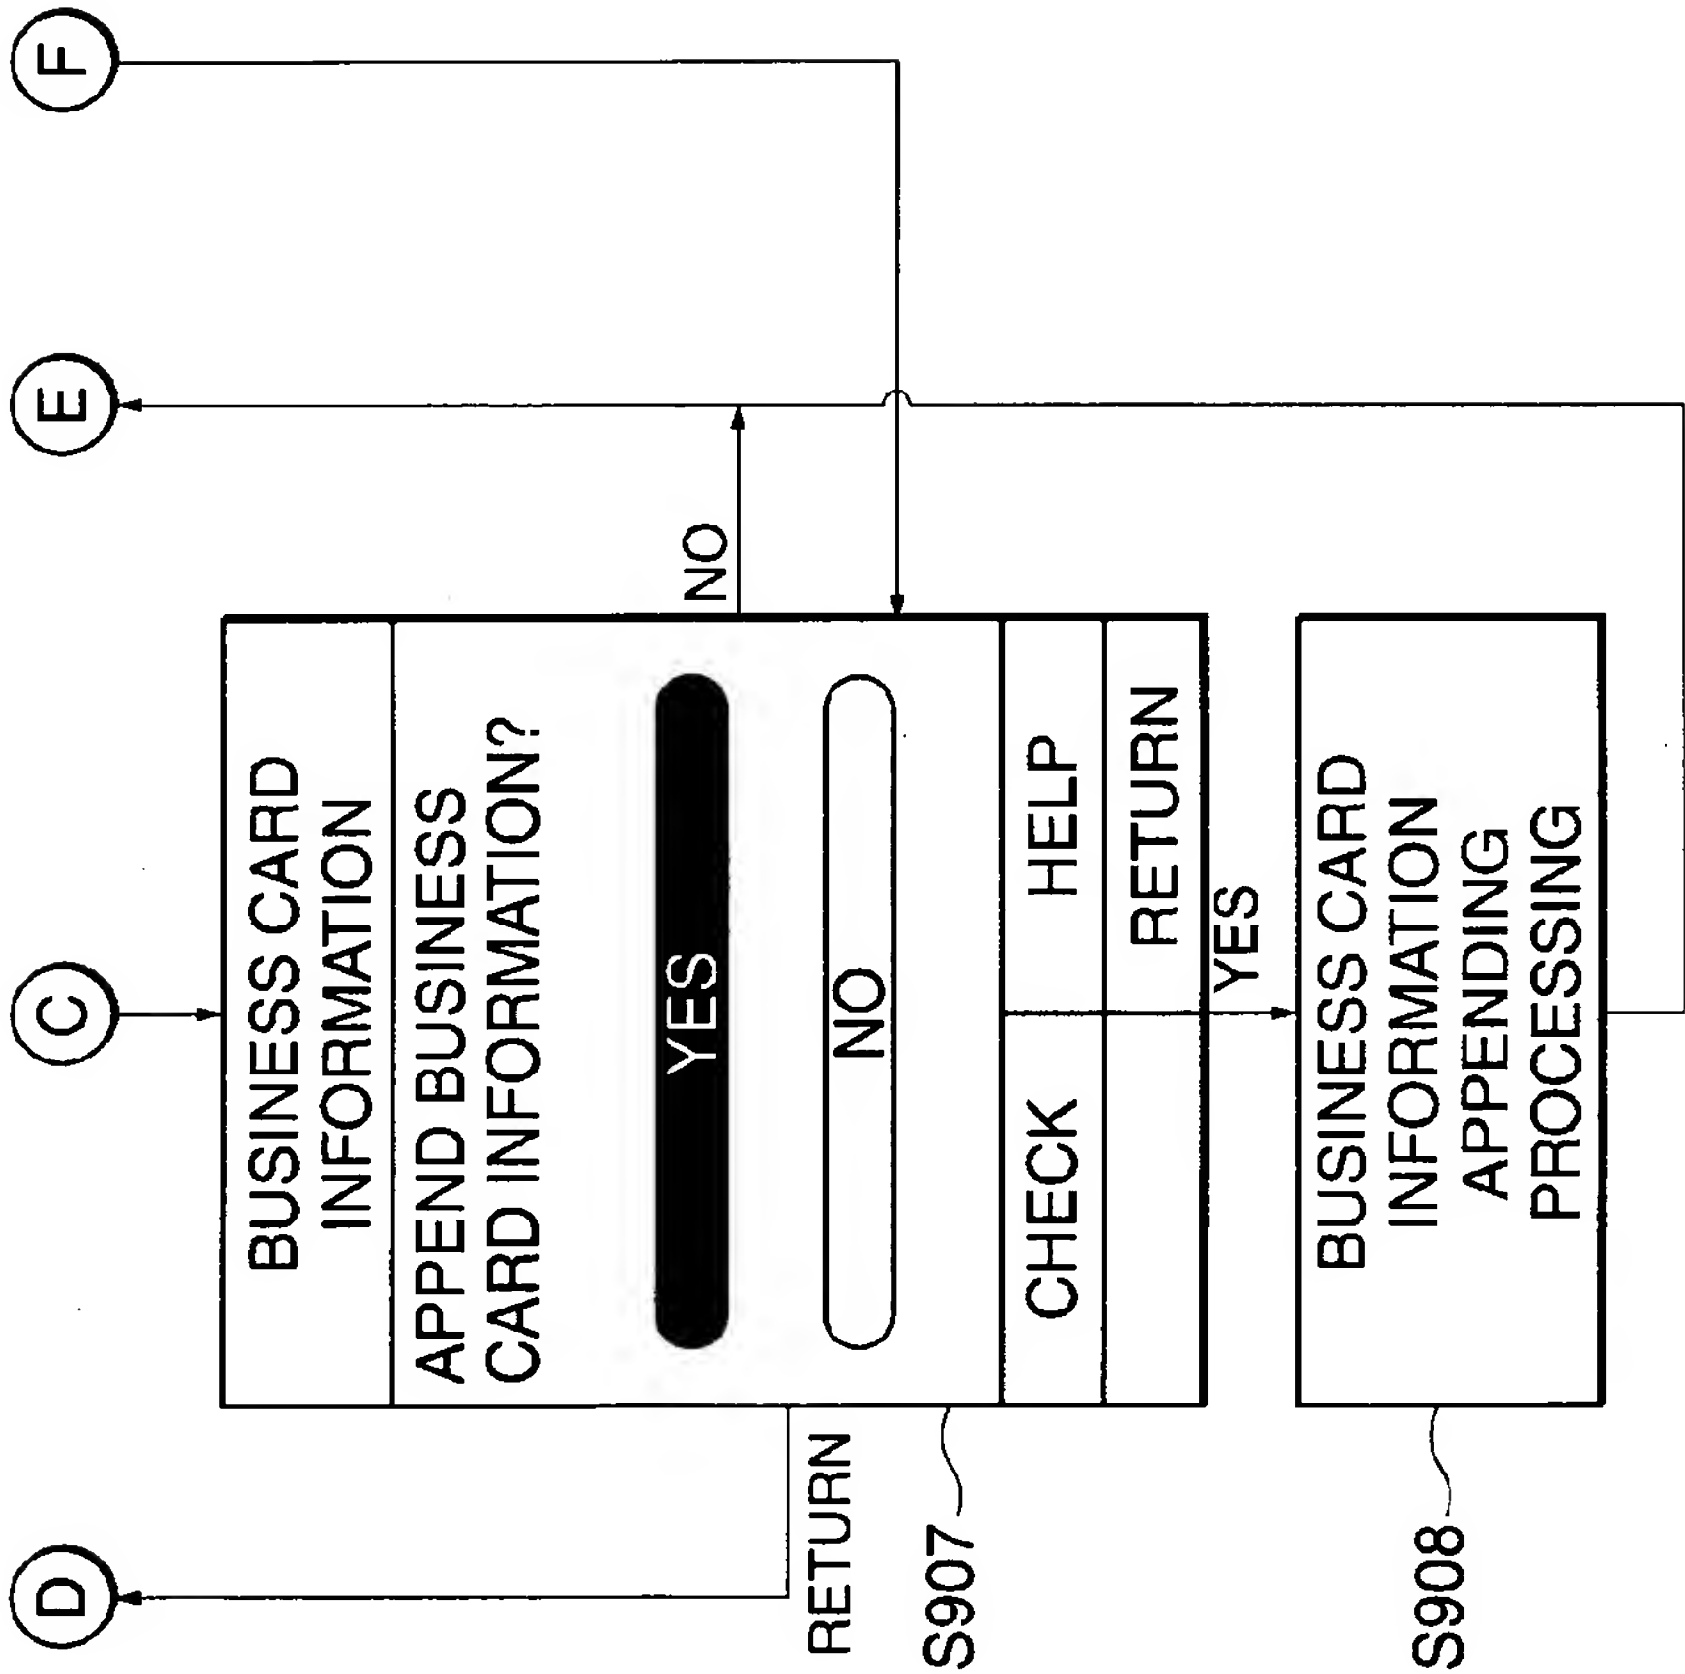 D
C
E
F
BUSINESS CARD
INFORMATION
APPEND BUSINESS
CARD INFORMATION?
YES
NO
CHECK
HELP
RETURN
RETURN
NO
S907
YES
BUSINESS CARD
INFORMATION
APPENDING
PROCESSING
S908